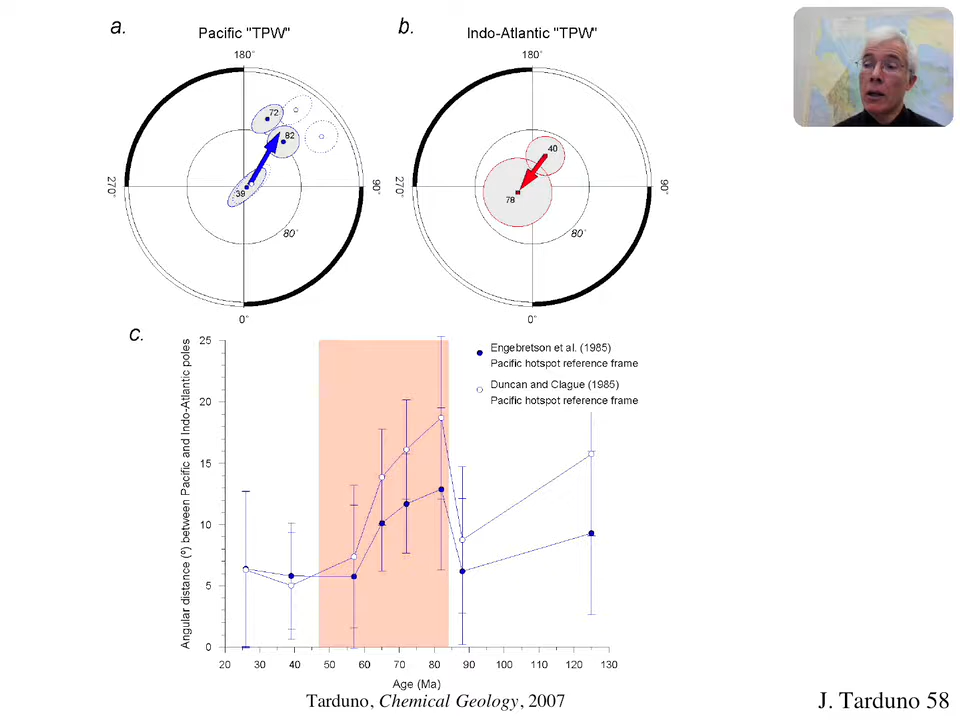 a.
Pacific "TPW"
180°
270°
90°
72
82
39
80°
0°
b.
Indo-Atlantic "TPW"
180°
270°
90°
40
78
80°
0°
c.
Angular distance (º) between Pacific and Indo-Atlantic poles
25
20
15
10
5
0
Engebretson et al. (1985)
Pacific hotspot reference frame
Duncan and Clague (1985)
Pacific hotspot reference frame
20 30 40 50 60 70 80 90 100 110 120 130
Age (Ma)
Tarduno, Chemical Geology, 2007
J. Tarduno 58